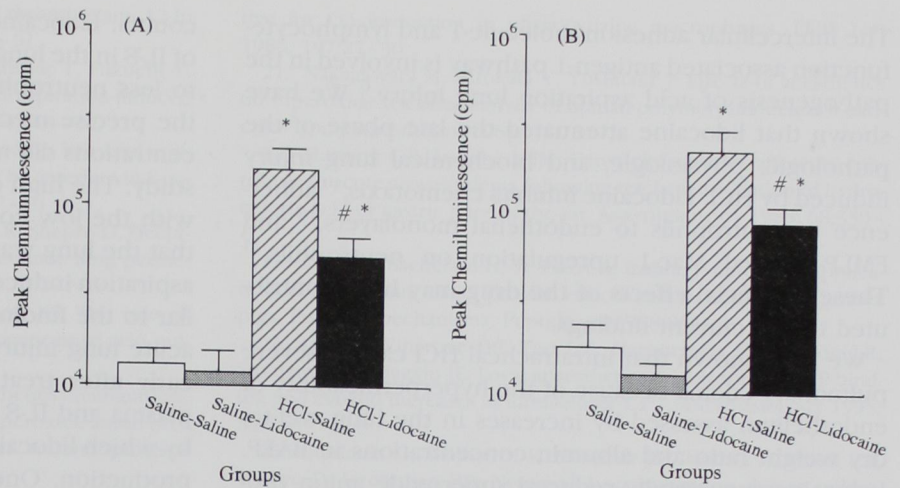 (A)
10⁶
10⁵
10⁴
Peak Chemiluminescence (cpm)
*
# *
Saline-Saline
Saline-Lidocaine
HCl-Saline
HCl-Lidocaine
Groups
(B)
10⁶
10⁵
10⁴
Peak Chemiluminescence (cpm)
*
# *
Saline-Saline
Saline-Lidocaine
HCl-Saline
HCl-Lidocaine
Groups